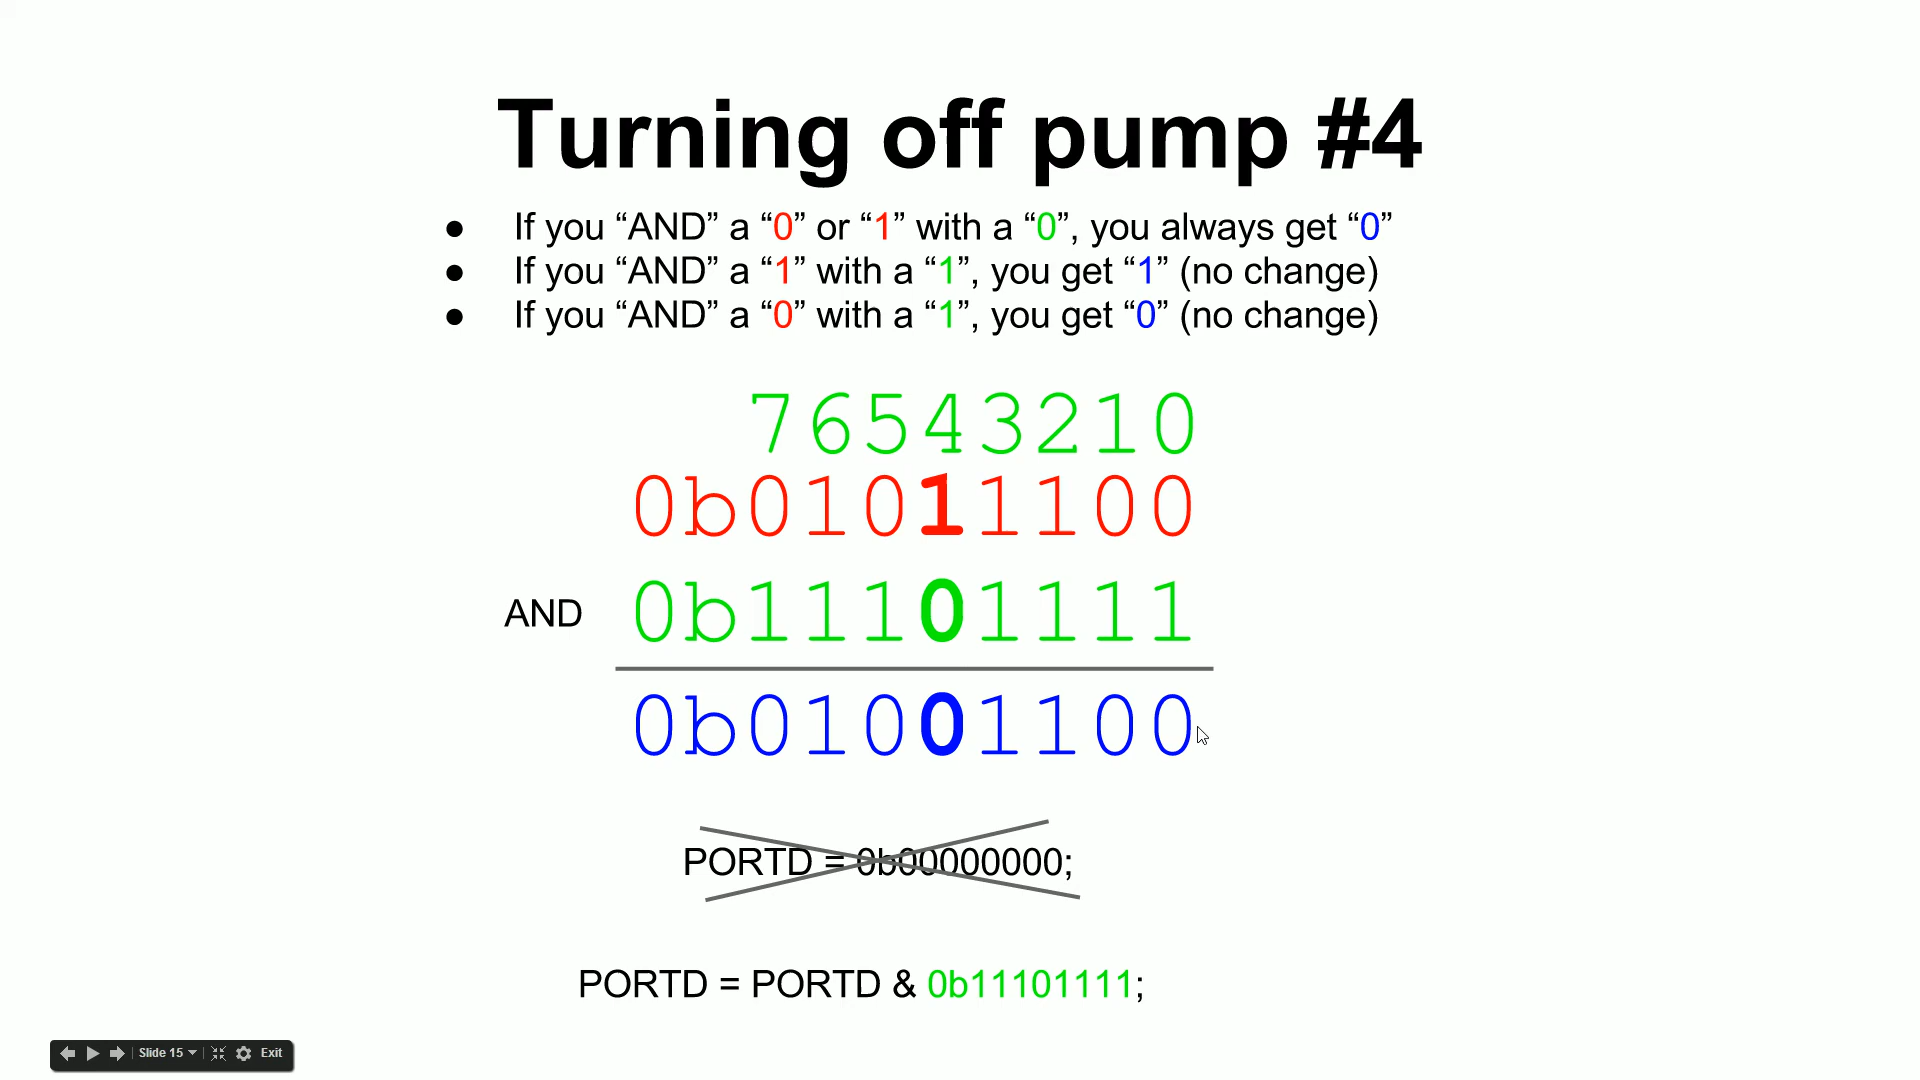 Turning off pump #4
● If you “AND” a “0” or “1” with a “0”, you always get “0”
● If you “AND” a “1” with a “1”, you get “1” (no change)
● If you “AND” a “0” with a “1”, you get “0” (no change)
76543210
0b01011100
AND 0b11101111
0b01001100
PORTD = 0b00000000;
PORTD = PORTD & 0b11101111;
Slide 15 Exit